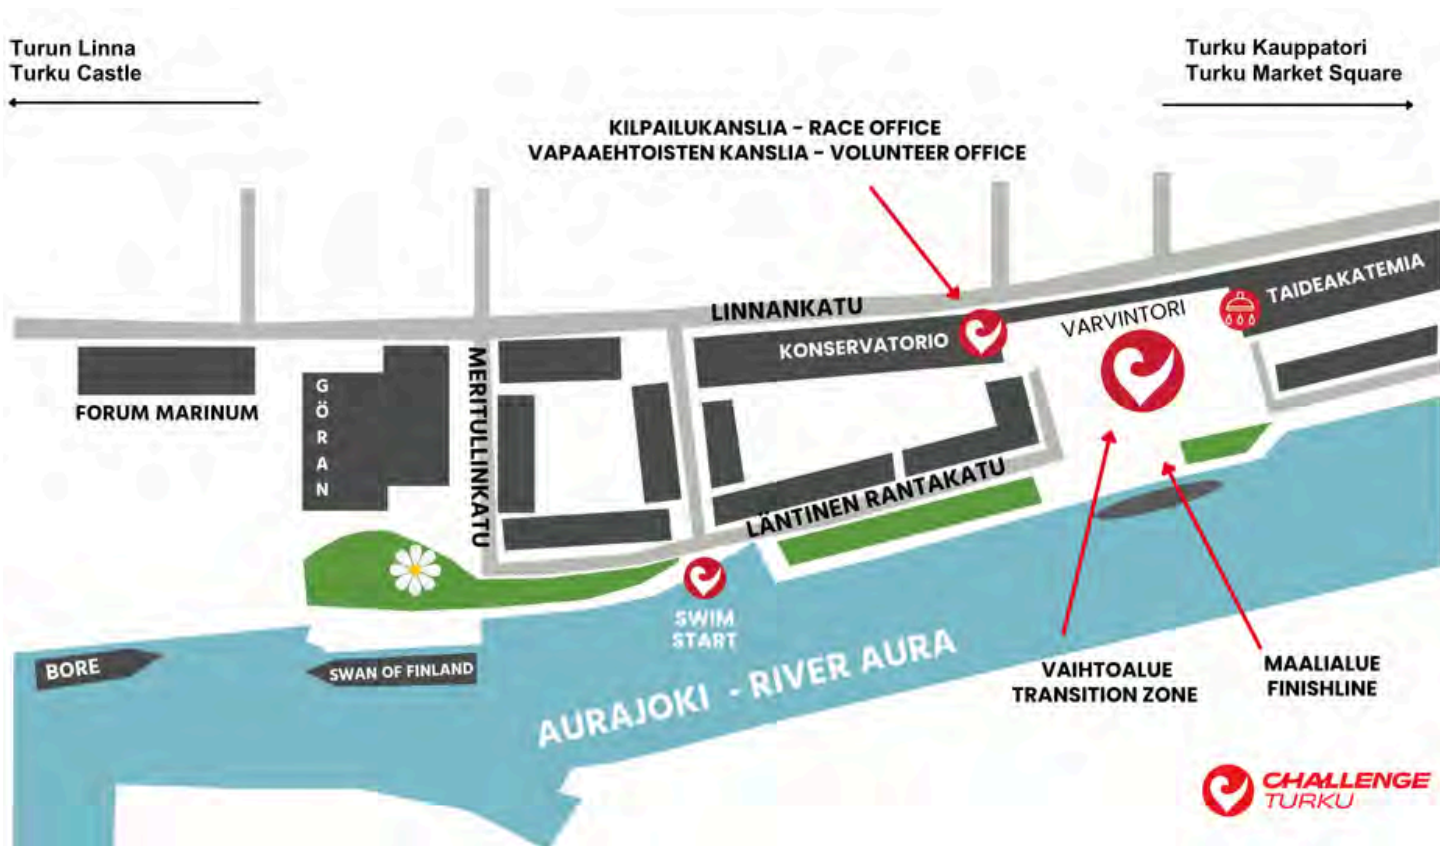 Turun Linna
Turku Castle
Turku Kauppatori
Turku Market Square
KILPAILUKANSLIA - RACE OFFICE
VAPAAEHTOISTEN KANSLIA - VOLUNTEER OFFICE
LINNANKATU
TAIDEAKATEMIA
VARVINTORI
KONSERVATORIO
FORUM MARINUM
GÖRAN
MERITULLINKATU
LÄNTINEN RANTAKATU
SWIM
START
BORE
SWAN OF FINLAND
AURAJOKI - RIVER AURA
VAIHTOALUE
TRANSITION ZONE
MAALIALUE
FINISHLINE
CHALLENGE
TURKU